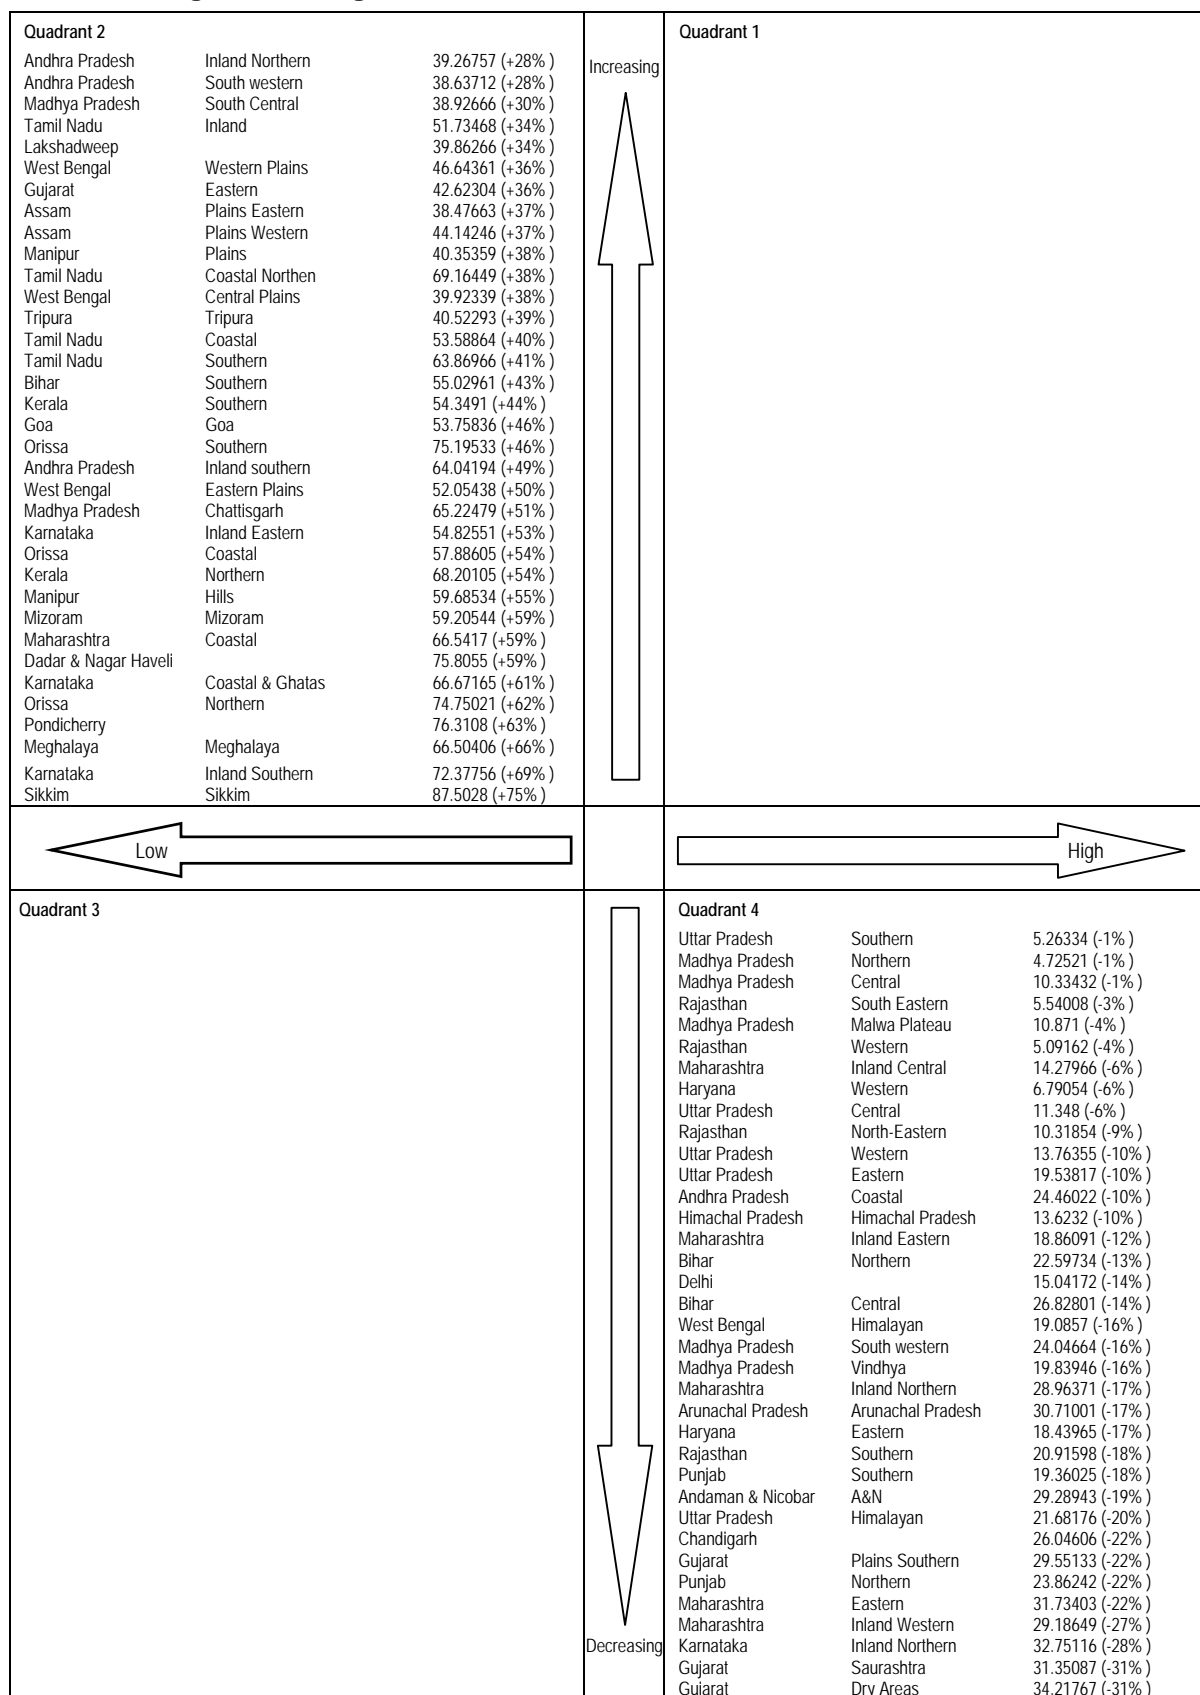 Quadrant 2
Andhra Pradesh Inland Northern 39.26757 (+28% )
Andhra Pradesh South western 38.63712 (+28% )
Madhya Pradesh South Central 38.92666 (+30% )
Tamil Nadu Inland 51.73468 (+34% )
Lakshadweep 39.86266 (+34% )
West Bengal Western Plains 46.64361 (+36% )
Gujarat Eastern 42.62304 (+36% )
Assam Plains Eastern 38.47663 (+37% )
Assam Plains Western 44.14246 (+37% )
Manipur Plains 40.35359 (+38% )
Tamil Nadu Coastal Northen 69.16449 (+38% )
West Bengal Central Plains 39.92339 (+38% )
Tripura Tripura 40.52293 (+39% )
Tamil Nadu Coastal 53.58864 (+40% )
Tamil Nadu Southern 63.86966 (+41% )
Bihar Southern 55.02961 (+43% )
Kerala Southern 54.3491 (+44% )
Goa Goa 53.75836 (+46% )
Orissa Southern 75.19533 (+46% )
Andhra Pradesh Inland southern 64.04194 (+49% )
West Bengal Eastern Plains 52.05438 (+50% )
Madhya Pradesh Chattisgarh 65.22479 (+51% )
Karnataka Inland Eastern 54.82551 (+53% )
Orissa Coastal 57.88605 (+54% )
Kerala Northern 68.20105 (+54% )
Manipur Hills 59.68534 (+55% )
Mizoram Mizoram 59.20544 (+59% )
Maharashtra Coastal 66.5417 (+59% )
Dadar & Nagar Haveli 75.8055 (+59% )
Karnataka Coastal & Ghatas 66.67165 (+61% )
Orissa Northern 74.75021 (+62% )
Pondicherry 76.3108 (+63% )
Meghalaya Meghalaya 66.50406 (+66% )
Karnataka Inland Southern 72.37756 (+69% )
Sikkim Sikkim 87.5028 (+75% )
Increasing
Quadrant 1
Low
High
Quadrant 3
Decreasing
Quadrant 4
Uttar Pradesh Southern 5.26334 (-1% )
Madhya Pradesh Northern 4.72521 (-1% )
Madhya Pradesh Central 10.33432 (-1% )
Rajasthan South Eastern 5.54008 (-3% )
Madhya Pradesh Malwa Plateau 10.871 (-4% )
Rajasthan Western 5.09162 (-4% )
Maharashtra Inland Central 14.27966 (-6% )
Haryana Western 6.79054 (-6% )
Uttar Pradesh Central 11.348 (-6% )
Rajasthan North-Eastern 10.31854 (-9% )
Uttar Pradesh Western 13.76355 (-10% )
Uttar Pradesh Eastern 19.53817 (-10% )
Andhra Pradesh Coastal 24.46022 (-10% )
Himachal Pradesh Himachal Pradesh 13.6232 (-10% )
Maharashtra Inland Eastern 18.86091 (-12% )
Bihar Northern 22.59734 (-13% )
Delhi 15.04172 (-14% )
Bihar Central 26.82801 (-14% )
West Bengal Himalayan 19.0857 (-16% )
Madhya Pradesh South western 24.04664 (-16% )
Madhya Pradesh Vindhya 19.83946 (-16% )
Maharashtra Inland Northern 28.96371 (-17% )
Arunachal Pradesh Arunachal Pradesh 30.71001 (-17% )
Haryana Eastern 18.43965 (-17% )
Rajasthan Southern 20.91598 (-18% )
Punjab Southern 19.36025 (-18% )
Andaman & Nicobar A&N 29.28943 (-19% )
Uttar Pradesh Himalayan 21.68176 (-20% )
Chandigarh 26.04606 (-22% )
Gujarat Plains Southern 29.55133 (-22% )
Punjab Northern 23.86242 (-22% )
Maharashtra Eastern 31.73403 (-22% )
Maharashtra Inland Western 29.18649 (-27% )
Karnataka Inland Northern 32.75116 (-28% )
Gujarat Saurashtra 31.35087 (-31% )
Gujarat Dry Areas 34.21767 (-31% )